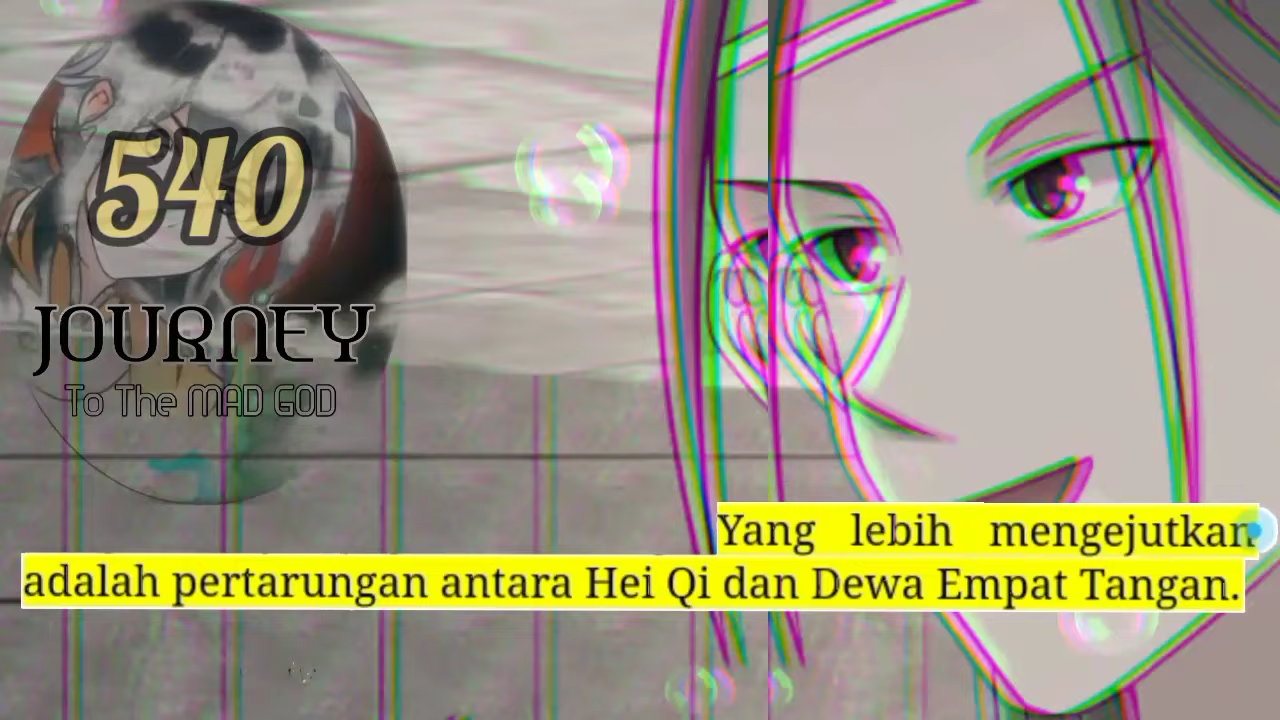 540
JOURNEY
To The MAD GOD
Yang lebih mengejutkan
adalah pertarungan antara Hei Qi dan Dewa Empat Tangan.